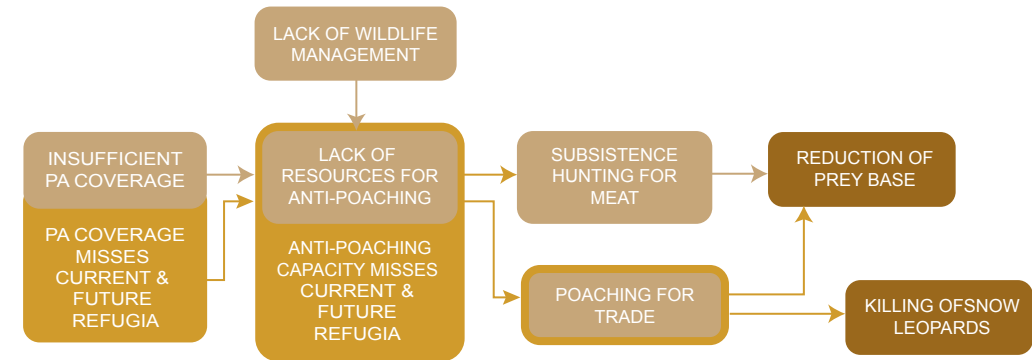 LACK OF WILDLIFE
MANAGEMENT
INSUFFICIENT
PA COVERAGE
PA COVERAGE
MISSES
CURRENT &
FUTURE
REFUGIA
LACK OF
RESOURCES FOR
ANTI-POACHING
ANTI-POACHING
CAPACITY MISSES
CURRENT &
FUTURE
REFUGIA
SUBSISTENCE
HUNTING FOR
MEAT
POACHING FOR
TRADE
REDUCTION OF
PREY BASE
KILLING OFSNOW
LEOPARDS